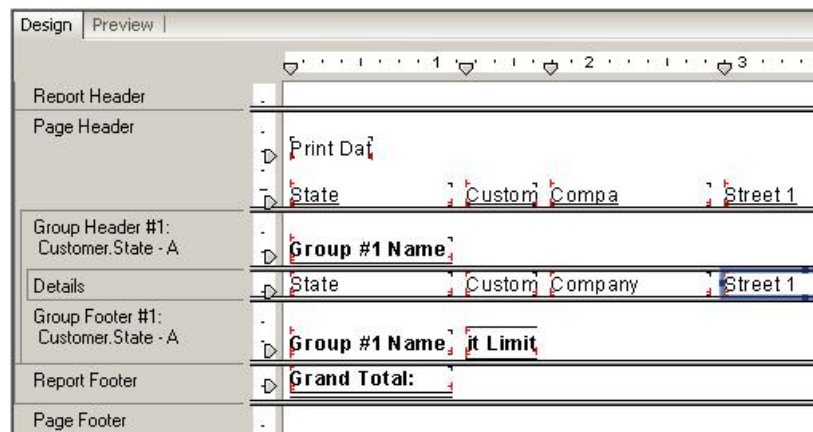 Design Preview
1 2 3
Report Header
Page Header
Print Dat
State Custom Compa Street 1
Group Header #1:
Customer.State - A
Group #1 Name
Details
State Custom Company Street 1
Group Footer #1:
Customer.State - A
Group #1 Name it Limit
Report Footer
Grand Total:
Page Footer